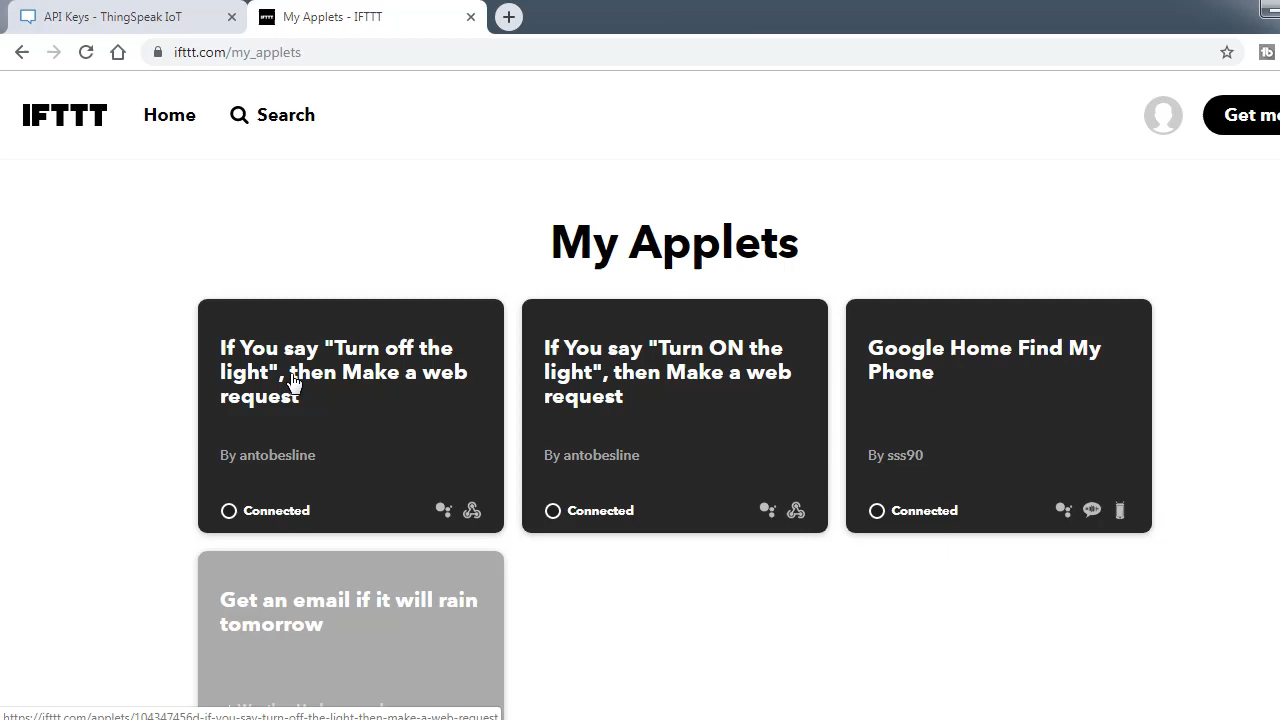 API Keys - ThingSpeak IoT
My Applets - IFTTT
ifttt.com/my_applets
IFTTT
Home
Search
Get
My Applets
If You say "Turn off the
light", then Make a web
request
By antobesline
Connected
If You say "Turn ON the
light", then Make a web
request
By antobesline
Connected
Google Home Find My
Phone
By sss90
Connected
Get an email if it will rain
tomorrow
https://ifttt.com/applets/104347456d-if-you-say-turn-off-the-light-then-make-a-web-request